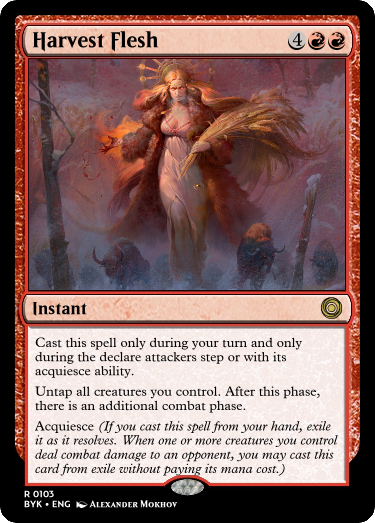 Harvest Flesh 4
Instant
Cast this spell only during your turn and only
during the declare attackers step or with its
acquiesce ability.
Untap all creatures you control. After this phase,
there is an additional combat phase.
Acquiesce (If you cast this spell from your hand, exile
it as it resolves. When one or more creatures you control
deal combat damage to an opponent, you may cast this
card from exile without paying its mana cost.)
R 0103
BYK • ENG Alexander Mokhov